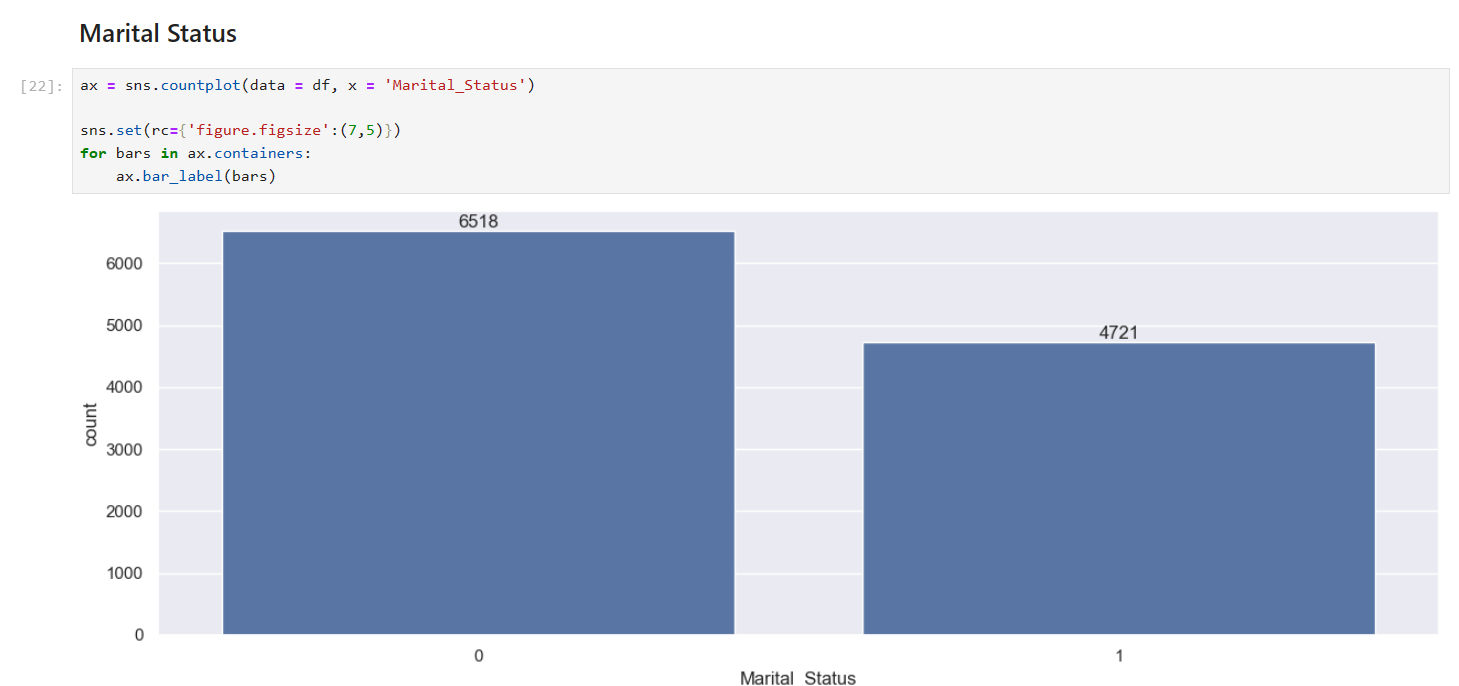 Marital Status
[22]: ax = sns.countplot(data = df, x = 'Marital_Status')
sns.set(rc={'figure.figsize':(7,5)})
for bars in ax.containers:
    ax.bar_label(bars)
6518
4721
6000
5000
4000
3000
2000
1000
0
count
0 1
Marital_Status